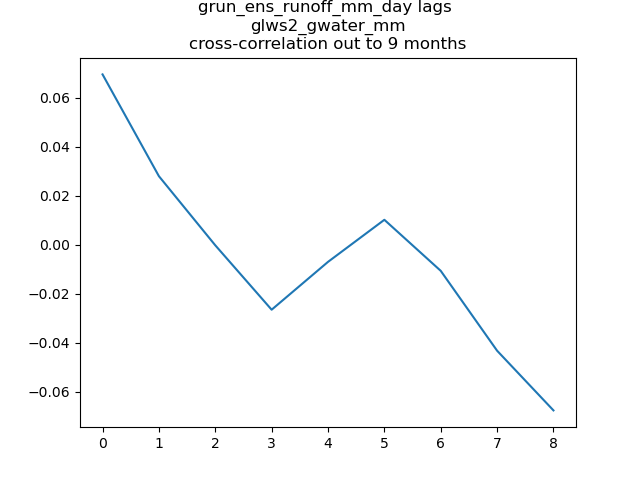 grun_ens_runoff_mm_day lags
glws2_gwater_mm
cross-correlation out to 9 months
0.06
0.04
0.02
0.00
−0.02
−0.04
−0.06
0 1 2 3 4 5 6 7 8